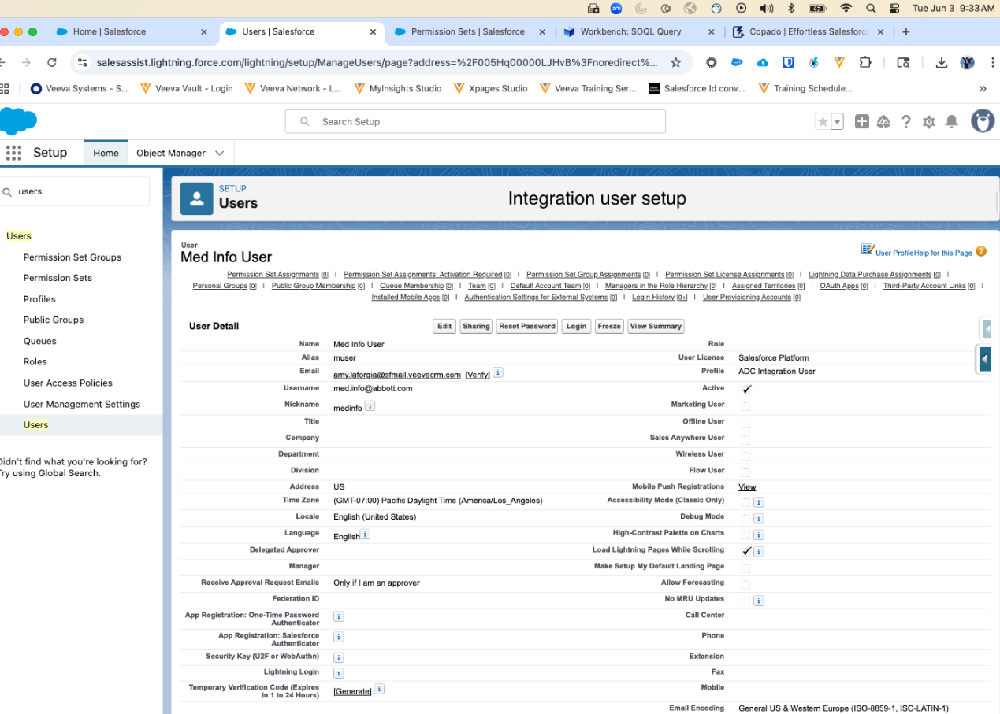 Tue Jun 3 9:33 AM
Home | Salesforce
Users | Salesforce
Permission Sets | Salesforce
Workbench: SOQL Query
Copado | Effortless Salesforc
salesassist.lightning.force.com/lightning/setup/ManageUsers/page?address=%2F005Hq00000LJHvB%3Fnoredirect%...
Veeva Systems - S...
Veeva Vault - Login
Veeva Network - L...
MyInsights Studio
Xpages Studio
Veeva Training Ser...
Salesforce Id conv...
Training Schedule...
Search Setup
Setup
Home
Object Manager
users
Users
Permission Set Groups
Permission Sets
Profiles
Public Groups
Queues
Roles
User Access Policies
User Management Settings
Users
Didn't find what you're looking for?
Try using Global Search.
SETUP
Users
Integration user setup
User
Med Info User
User Profile Help for this Page
Permission Set Assignments [0] | Permission Set Assignments: Activation Required [0] | Permission Set Group Assignments [0] | Permission Set License Assignments [0] | Lightning Data Purchase Assignments [0] |
Personal Groups [0] | Public Group Membership [0] | Queue Membership [0] | Team [0] | Default Account Team [0] | Managers in the Role Hierarchy [0] | Assigned Territories [0] | OAuth Apps [0] | Third-Party Account Links [0] |
Installed Mobile Apps [0] | Authentication Settings for External Systems [0] | Login History [0+] | User Provisioning Accounts [0]
User Detail
Edit Sharing Reset Password Login Freeze View Summary
Name Med Info User
Role
Alias muser
User License Salesforce Platform
Email amy.laforgia@sfmail.veevacrm.com [Verify] i
Profile ADC Integration User
Username med.info@abbott.com
Active
Nickname medinfo i
Marketing User
Title
Offline User
Company
Sales Anywhere User
Department
Wireless User
Division
Flow User
Address US
Mobile Push Registrations View
Time Zone (GMT-07:00) Pacific Daylight Time (America/Los_Angeles)
Accessibility Mode (Classic Only) i
Locale English (United States)
Debug Mode i
Language English i
High-Contrast Palette on Charts i
Delegated Approver
Load Lightning Pages While Scrolling i
Manager
Make Setup My Default Landing Page
Receive Approval Request Emails Only if I am an approver
Allow Forecasting
Federation ID
No MRU Updates i
App Registration: One-Time Password
Authenticator i
Call Center
App Registration: Salesforce
Authenticator i
Phone
Security Key (U2F or WebAuthn) i
Extension
Lightning Login i
Fax
Temporary Verification Code (Expires
in 1 to 24 Hours) [Generate] i
Mobile
Email Encoding General US & Western Europe (ISO-8859-1, ISO-LATIN-1)